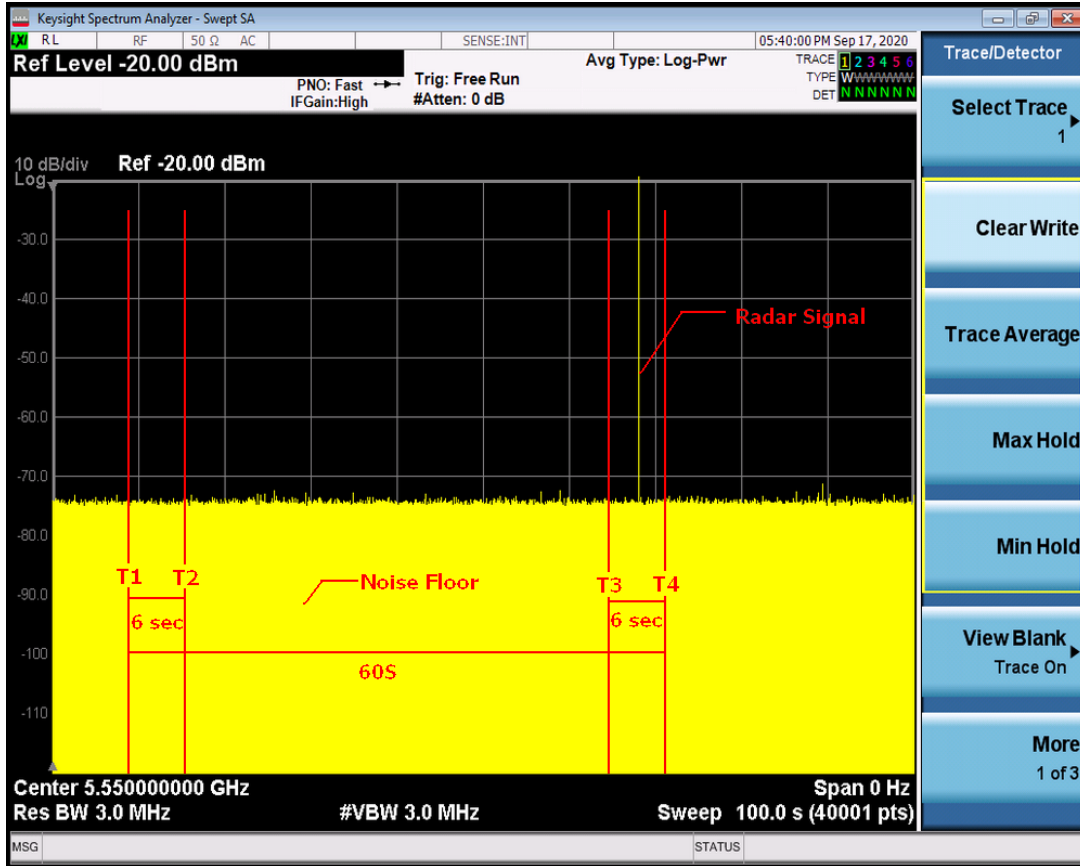 Keysight Spectrum Analyzer - Swept SA
LXI RL RF 50 Ω AC SENSE:INT 05:40:00 PM Sep 17, 2020
Ref Level -20.00 dBm
PNO: Fast
IFGain:High
Trig: Free Run
#Atten: 0 dB
Avg Type: Log-Pwr
TRACE 1 2 3 4 5 6
TYPE WWWWWW
DET N N N N N N
10 dB/div Ref -20.00 dBm
Log
-30.0
-40.0
-50.0
-60.0
-70.0
-80.0
-90.0
-100
-110
Radar Signal
T1 T2
Noise Floor
T3 T4
6 sec
6 sec
60S
Center 5.550000000 GHz Span 0 Hz
Res BW 3.0 MHz #VBW 3.0 MHz Sweep 100.0 s (40001 pts)
MSG STATUS
Trace/Detector
Select Trace
1
Clear Write
Trace Average
Max Hold
Min Hold
View Blank
Trace On
More
1 of 3